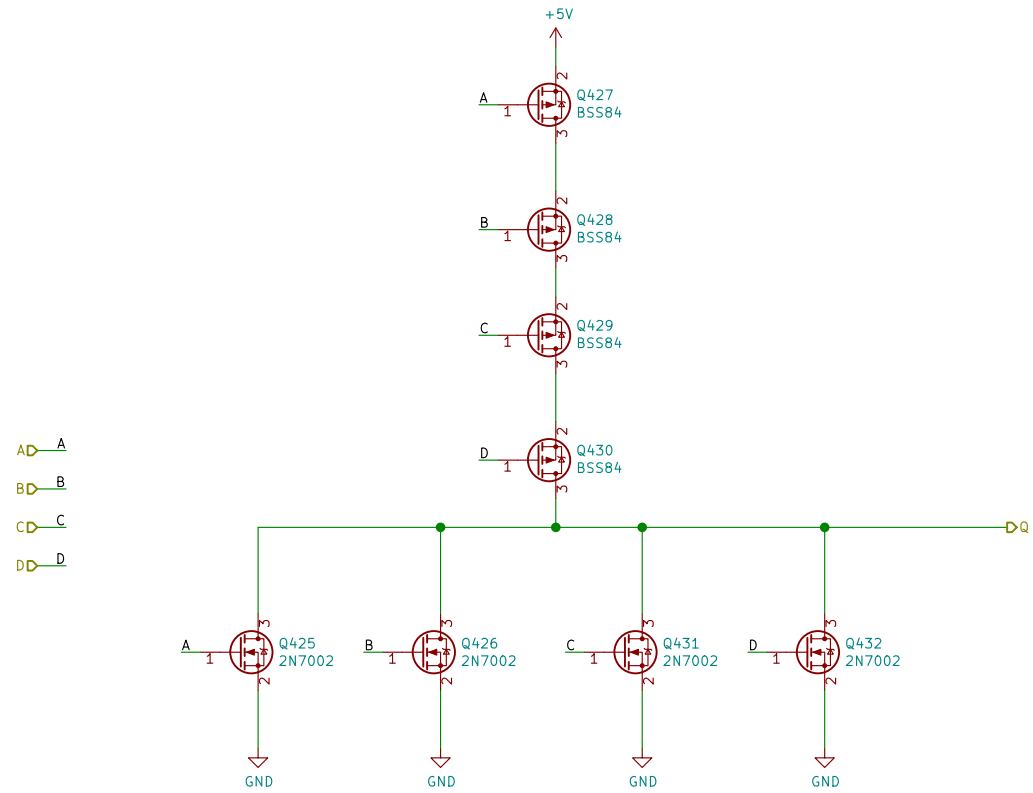 +5V
2
A
1
Q427
BSS84
3
2
B
1
Q428
BSS84
3
2
C
1
Q429
BSS84
3
2
D
1
Q430
BSS84
3
A A
B B
C C
D D
Q
3
A
1
Q425
2N7002
2
GND
3
B
1
Q426
2N7002
2
GND
3
C
1
Q431
2N7002
2
GND
3
D
1
Q432
2N7002
2
GND